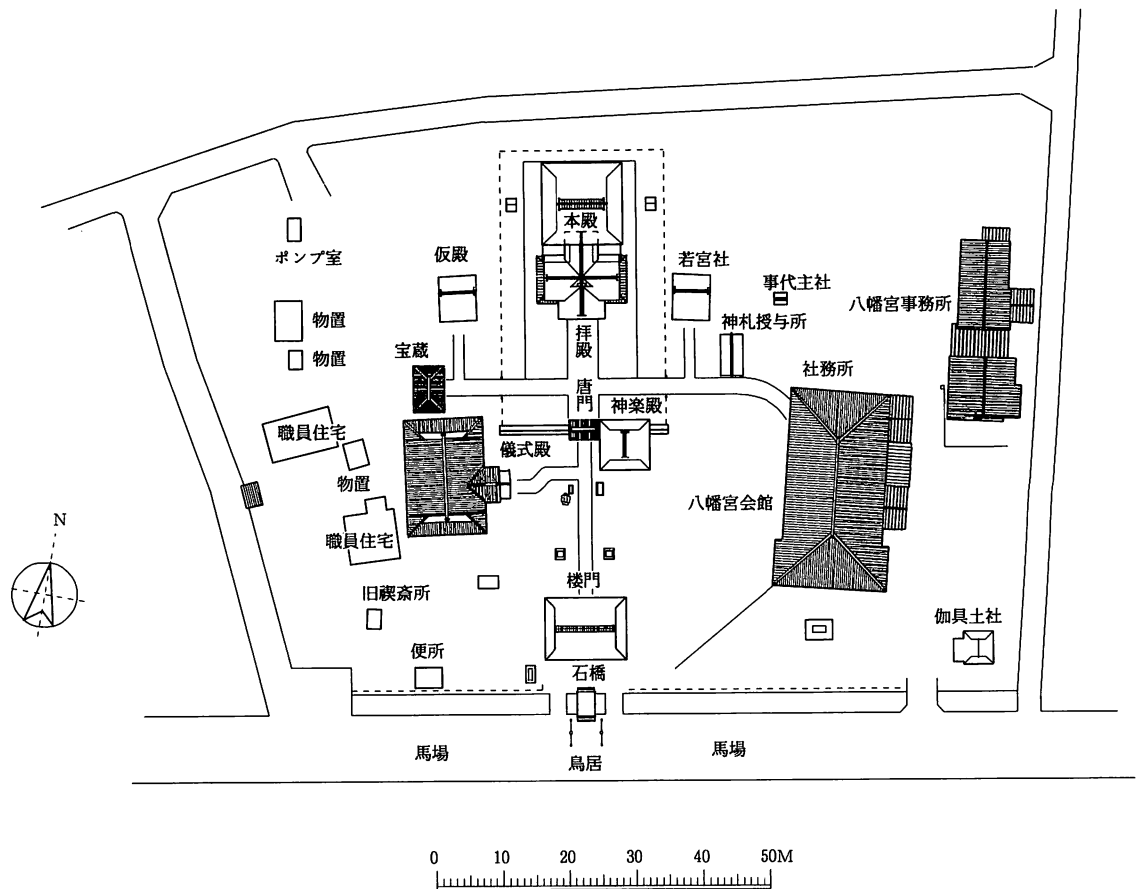 本殿
ポンプ室
仮殿
若宮社
事代主社
八幡宮事務所
物置
神札授与所
拝殿
宝蔵
物置
社務所
唐門
神楽殿
職員住宅
儀式殿
物置
八幡宮会館
N
職員住宅
楼門
旧禊斎所
伽具土社
便所
石橋
馬場
馬場
鳥居
0 10 20 30 40 50M